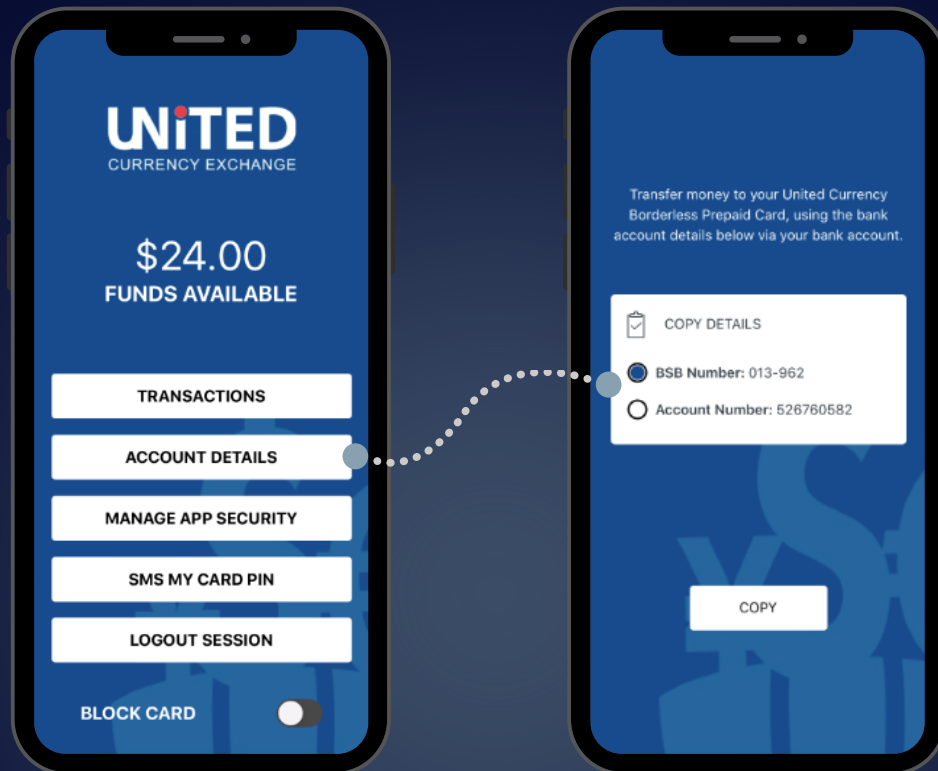 UNiTED
CURRENCY EXCHANGE
$24.00
FUNDS AVAILABLE
TRANSACTIONS
ACCOUNT DETAILS
MANAGE APP SECURITY
SMS MY CARD PIN
LOGOUT SESSION
BLOCK CARD
Transfer money to your United Currency
Borderless Prepaid Card, using the bank
account details below via your bank account.
COPY DETAILS
BSB Number: 013-962
Account Number: 526760582
COPY